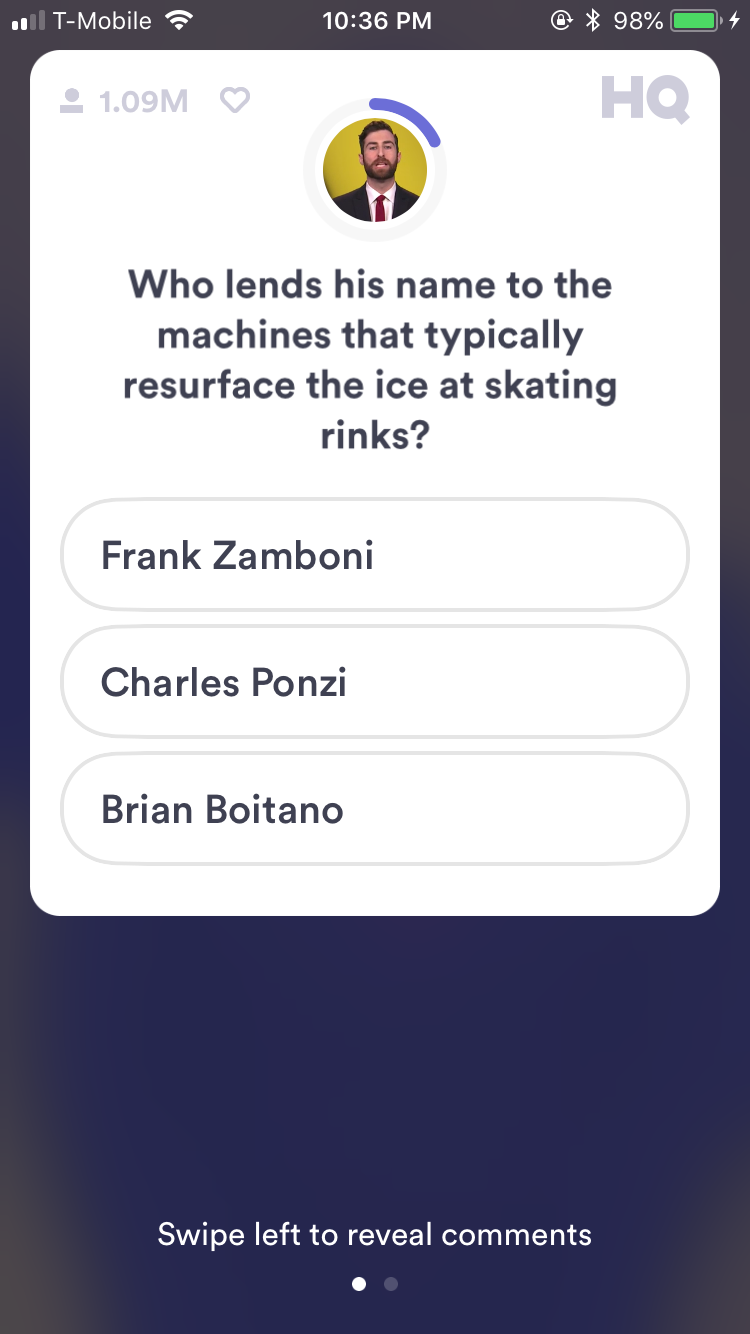 T-Mobile 10:36 PM 98%
1.09M HQ
Who lends his name to the
machines that typically
resurface the ice at skating
rinks?
Frank Zamboni
Charles Ponzi
Brian Boitano
Swipe left to reveal comments